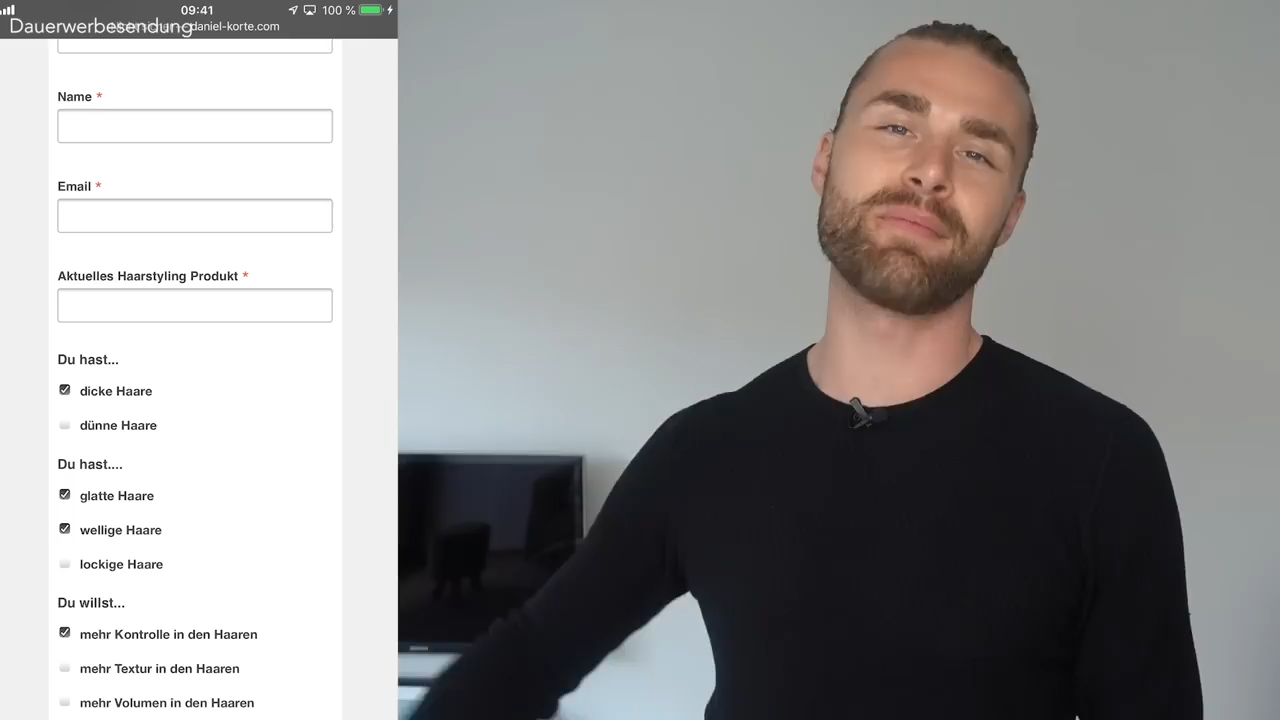 09:41
100 %
Dauerwerbesendung
daniel-korte.com
Name *
Email *
Aktuelles Haarstyling Produkt *
Du hast...
dicke Haare
dünne Haare
Du hast....
glatte Haare
wellige Haare
lockige Haare
Du willst...
mehr Kontrolle in den Haaren
mehr Textur in den Haaren
mehr Volumen in den Haaren